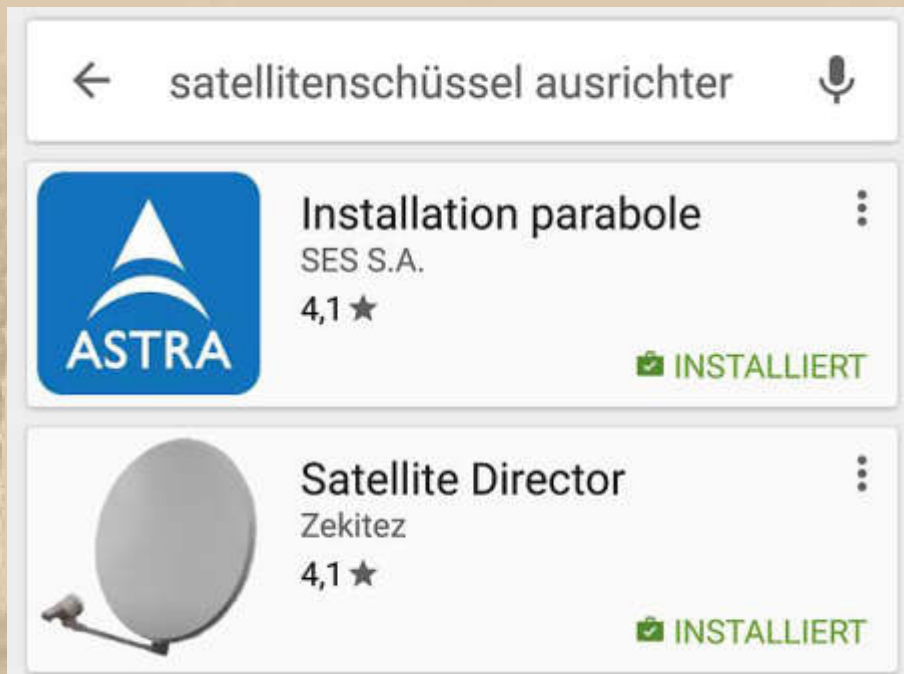 satellitenschüssel ausrichter
Installation parabole
SES S.A.
4,1
ASTRA
INSTALLIERT
Satellite Director
Zekitez
4,1
INSTALLIERT